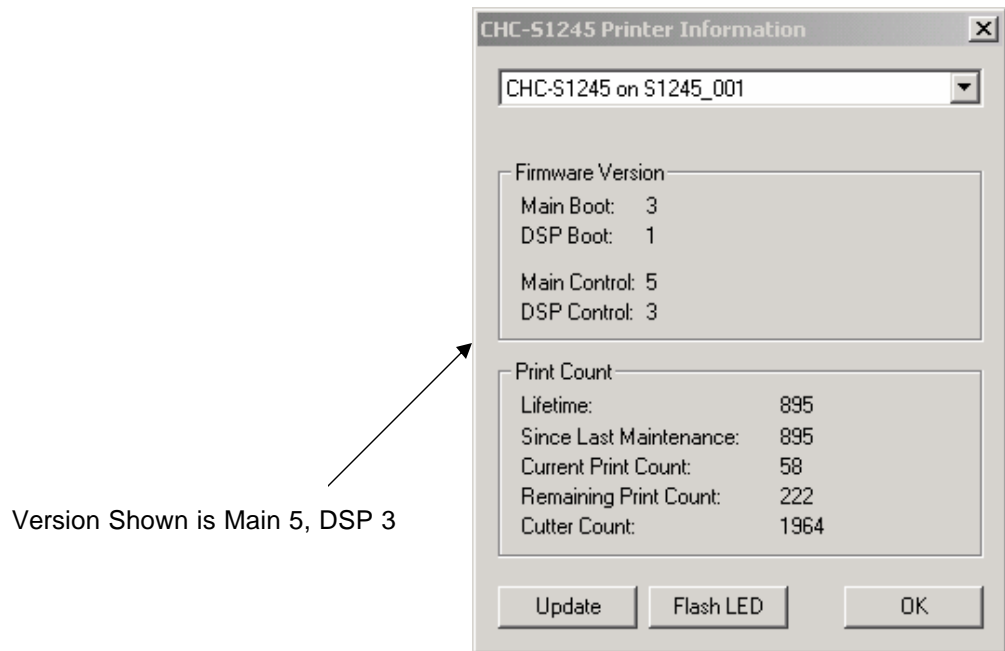 CHC-S1245 Printer Information
CHC-S1245 on S1245_001
Firmware Version
Main Boot: 3
DSP Boot: 1
Main Control: 5
DSP Control: 3
Print Count
Lifetime: 895
Since Last Maintenance: 895
Current Print Count: 58
Remaining Print Count: 222
Cutter Count: 1964
Version Shown is Main 5, DSP 3
Update Flash LED OK